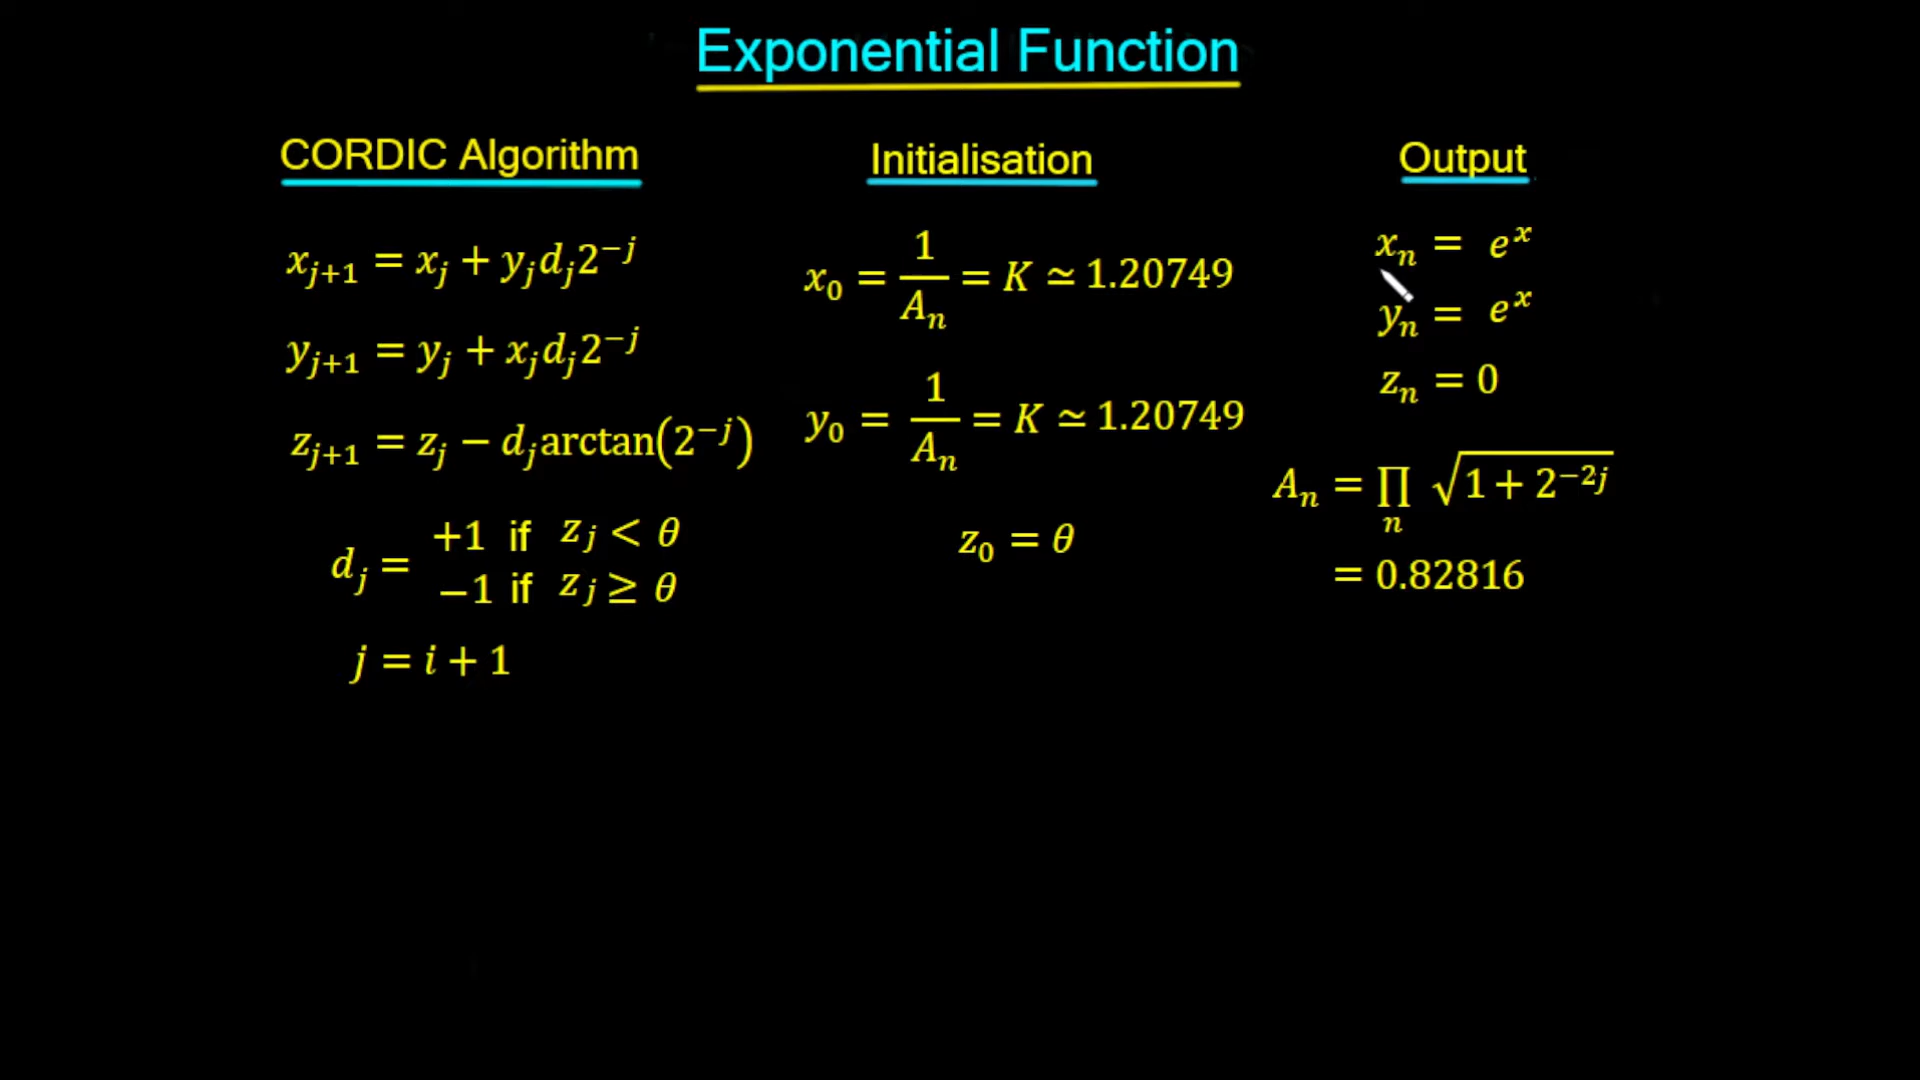 Exponential Function
CORDIC Algorithm
x_{j+1} = x_j + y_j d_j 2^{-j}
y_{j+1} = y_j + x_j d_j 2^{-j}
z_{j+1} = z_j − d_j arctan(2^{-j})
d_j = +1 if z_j < θ
−1 if z_j ≥ θ
j = i + 1
Initialisation
x_0 = 1/A_n = K ≃ 1.20749
y_0 = 1/A_n = K ≃ 1.20749
z_0 = θ
Output
x_n = e^x
y_n = e^x
z_n = 0
A_n = ∏_n √(1 + 2^{-2j})
= 0.82816